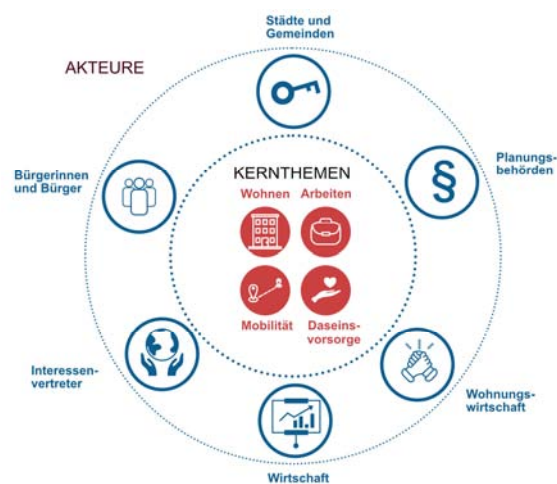 Städte und
Gemeinden
AKTEURE
Planungs-
behörden
§
Bürgerinnen
und Bürger
KERNTHEMEN
Wohnen Arbeiten
Mobilität Daseins-
vorsorge
Interessen-
vertreter
Wohnungs-
wirtschaft
Wirtschaft